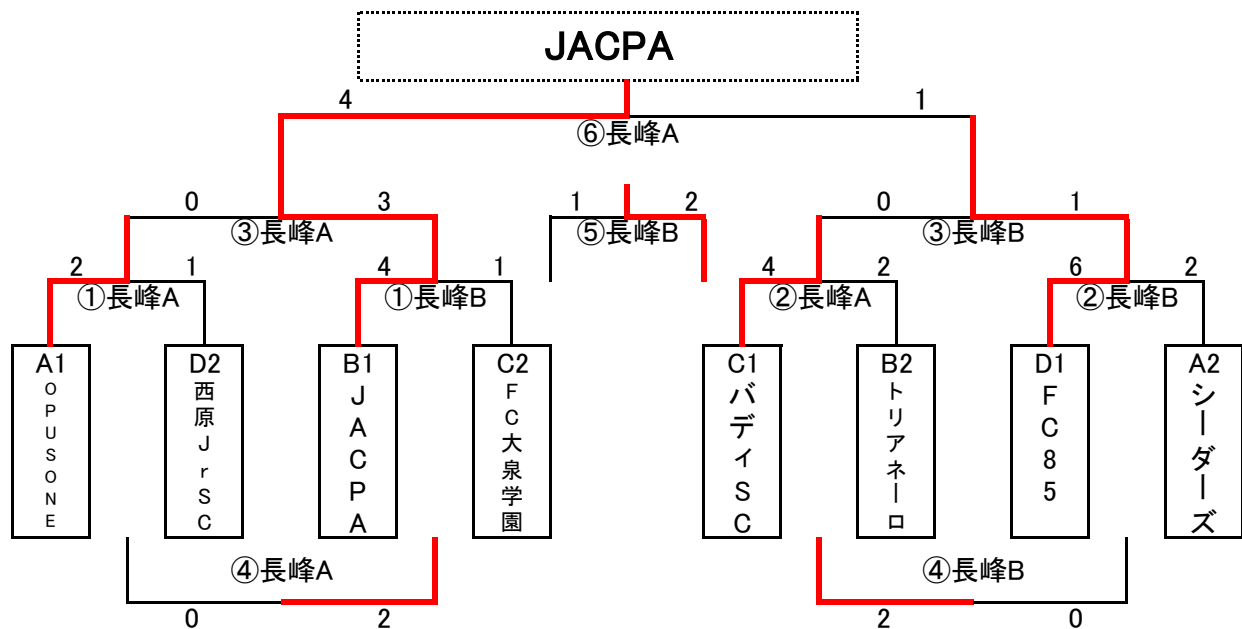 JACPA
4 1
⑥長峰A
0 3 1 2 0 1
③長峰A ⑤長峰B ③長峰B
2 1 4 1 4 2 6 2
①長峰A ①長峰B ②長峰A ②長峰B
A1 D2 B1 C2 C1 B2 D1 A2
OPUSONE
西原JrSC
JACPA
FC大泉学園
バディSC
トリアネーロ
FC85
シーダーズ
④長峰A ④長峰B
0 2 2 0